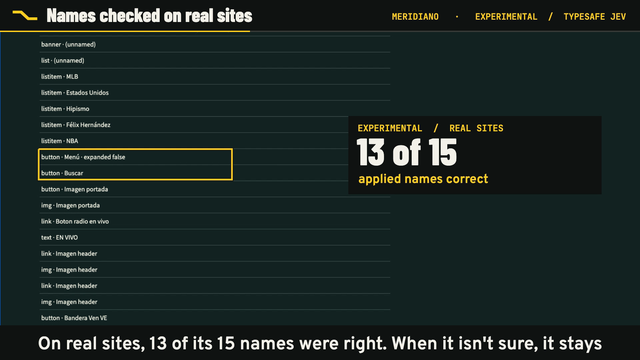 Names checked on real sites
MERIDIANO · EXPERIMENTAL / TYPESAFE JEV
banner · (unnamed)
list · (unnamed)
listitem · MLB
listitem · Estados Unidos
listitem · Hipismo
listitem · Félix Hernández
listitem · NBA
button · Menú · expanded false
button · Buscar
button · Imagen portada
img · Imagen portada
link · Boton radio en vivo
text · EN VIVO
link · Imagen header
img · Imagen header
link · Imagen header
img · Imagen header
button · Bandera Ven VE
EXPERIMENTAL / REAL SITES
13 of 15
applied names correct
On real sites, 13 of its 15 names were right. When it isn't sure, it stays